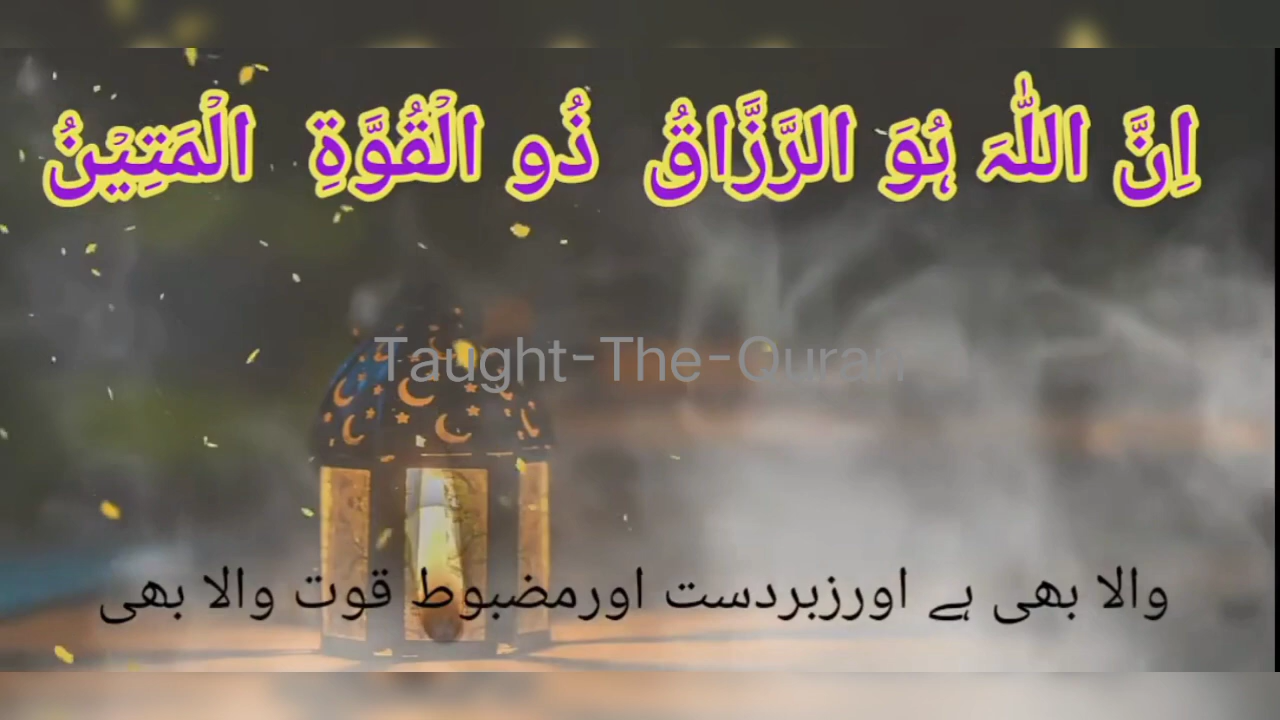 اِنَّ اللّٰہَ ہُوَ الرَّزَّاقُ ذُو الْقُوَّةِ الْمَتِیْنُ
Taught-The-Quran
والا بھی ہے اورزبردست اورمضبوط قوت والا بھی